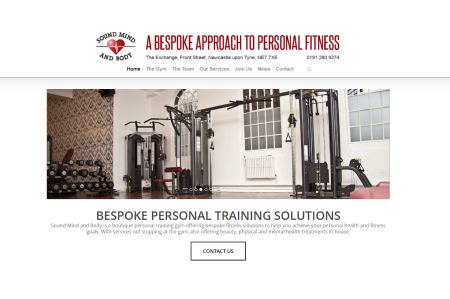 SOUND MIND
AND BODY
A BESPOKE APPROACH TO PERSONAL FITNESS
The Exchange, Front Street, Newcastle upon Tyne, NE7 7XE 0191 283 9274
Home The Gym The Team Our Services Join Us News Contact
BESPOKE PERSONAL TRAINING SOLUTIONS
Sound Mind and Body is a boutique personal training gym offering bespoke fitness solutions to help you achieve your personal health and fitness
goals. With services not stopping at the gym: also offering beauty, physical and mental health treatments in-house.
CONTACT US